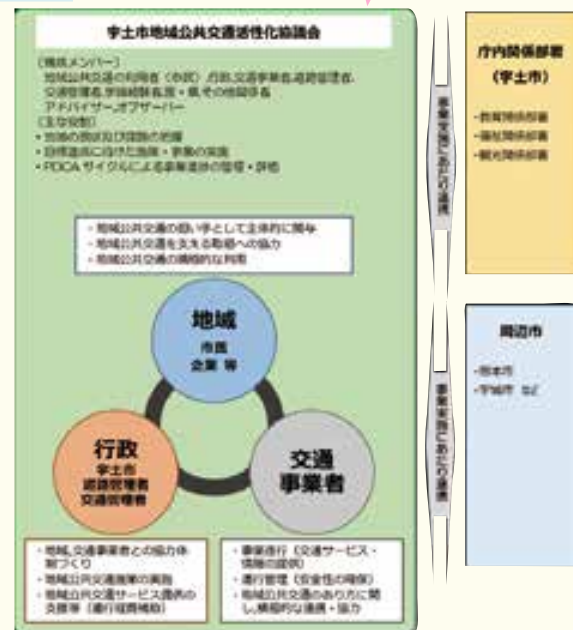 宇土市地域公共交通活性化協議会
(構成メンバー)
地域公共交通の利用者(市民)、行政、交通事業者、道路管理者、
交通管理者、学識経験者、国・県、その他関係者
アドバイザー、オブザーバー
(主な役割)
・地域の現状及び課題の把握
・目標達成に向けた施策・事業の実施
・PDCAサイクルによる事業進捗の管理・評価
・地域公共交通の担い手として主体的に関与
・地域公共交通を支える取組への協力
・地域公共交通の積極的な利用
地域
市民
企業 等
行政
宇土市
道路管理者
交通管理者
交通
事業者
・地域、交通事業者との協力体
制づくり
・地域公共交通施策の実施
・地域公共交通サービス提供の
支援等(運行経費補助)
・事業運行(交通サービス・
情報の提供)
・運行管理(安全性の確保)
・地域公共交通のあり方に関
し、積極的な連携・協力
事業実施にあたり連携
庁内関係部署
(宇土市)
・教育関係部署
・福祉関係部署
・観光関係部署
事業実施にあたり連携
周辺市
・熊本市
・宇城市 など